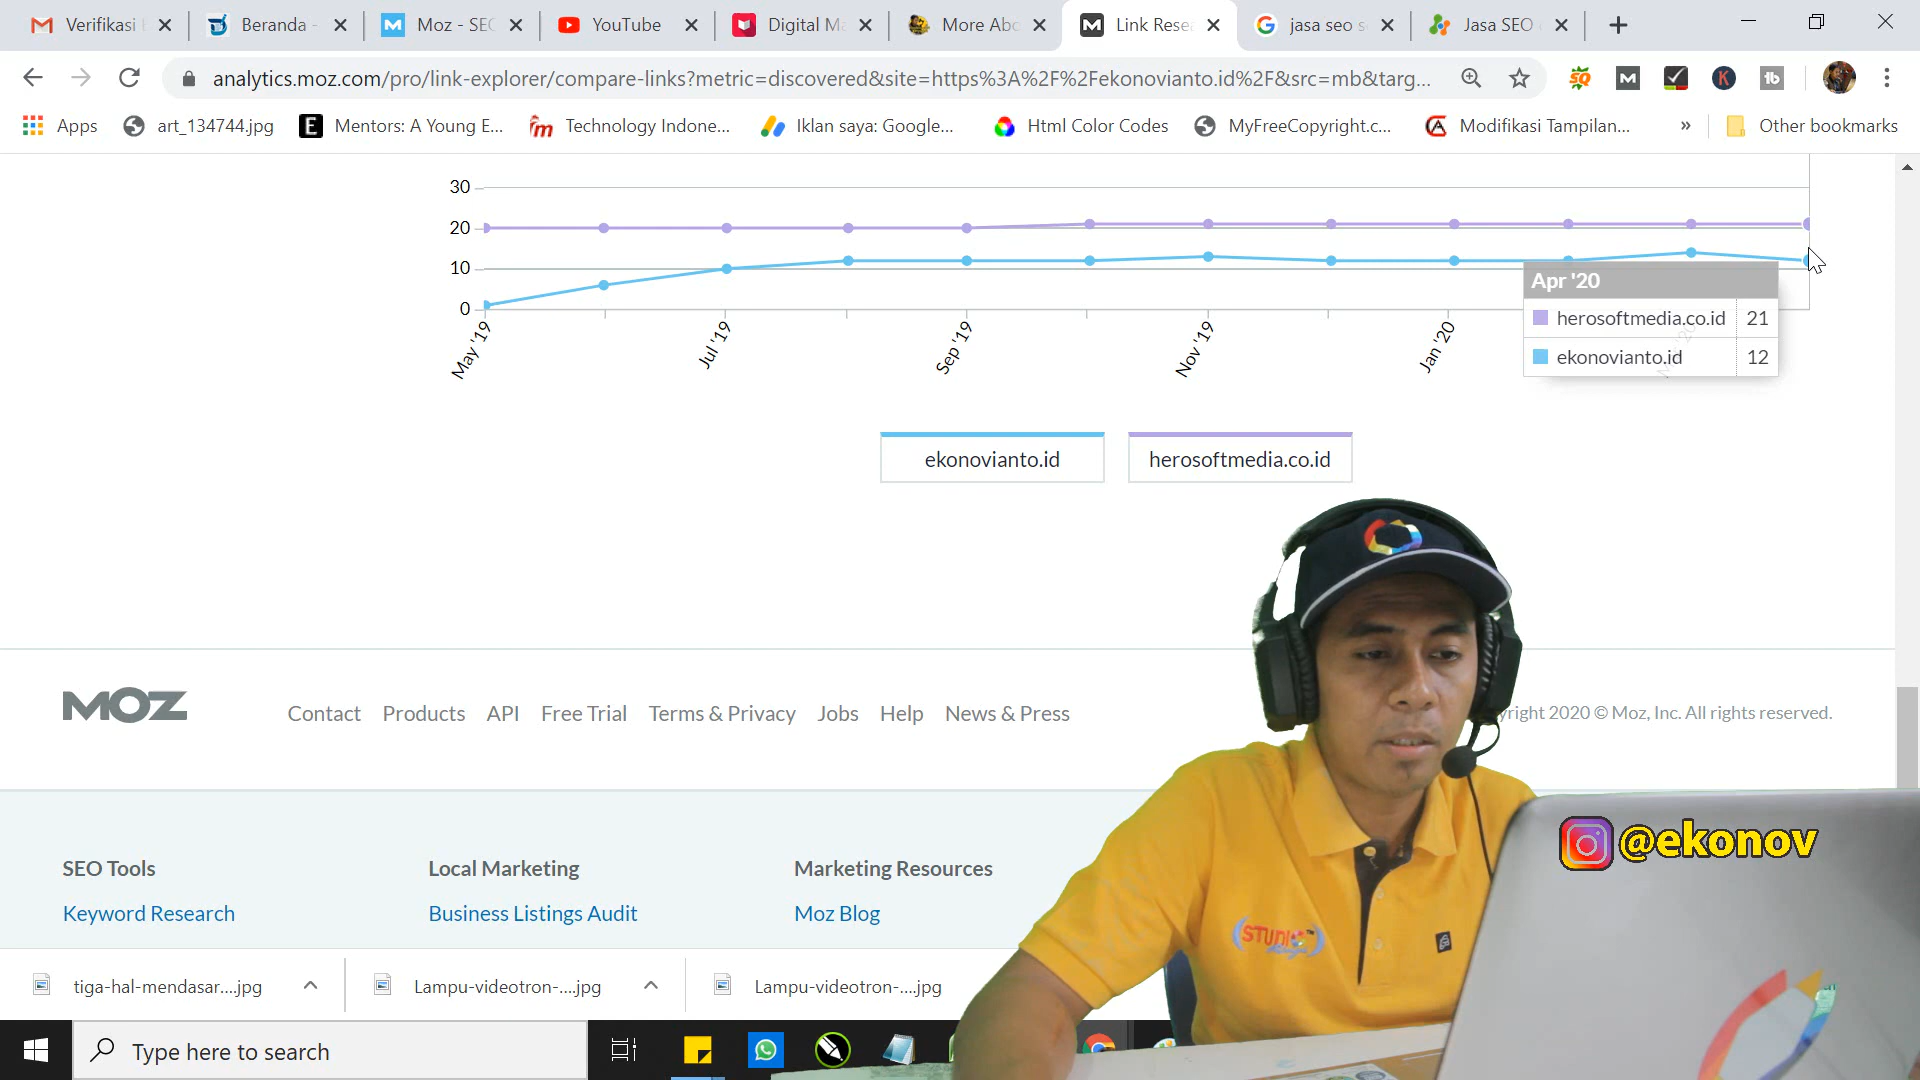 Verifikasi
Beranda -
Moz - SEO
YouTube
Digital Ma
More Abo
Link Resea
jasa seo s
Jasa SEO
analytics.moz.com/pro/link-explorer/compare-links?metric=discovered&site=https%3A%2F%2Fekonovianto.id%2F&src=mb&targ...
Apps
art_134744.jpg
Mentors: A Young E...
Technology Indone...
Iklan saya: Google...
Html Color Codes
MyFreeCopyright.c...
Modifikasi Tampilan...
»
Other bookmarks
30
20
10
0
May '19
Jul '19
Sep '19
Nov '19
Jan '20
Apr '20
herosoftmedia.co.id 21
ekonovianto.id 12
ekonovianto.id
herosoftmedia.co.id
MOZ
Contact
Products
API
Free Trial
Terms & Privacy
Jobs
Help
News & Press
yright 2020 © Moz, Inc. All rights reserved.
SEO Tools
Local Marketing
Marketing Resources
Keyword Research
Business Listings Audit
Moz Blog
@ekonov
STUDIO
tiga-hal-mendasar....jpg
Lampu-videotron-....jpg
Lampu-videotron-....jpg
Type here to search